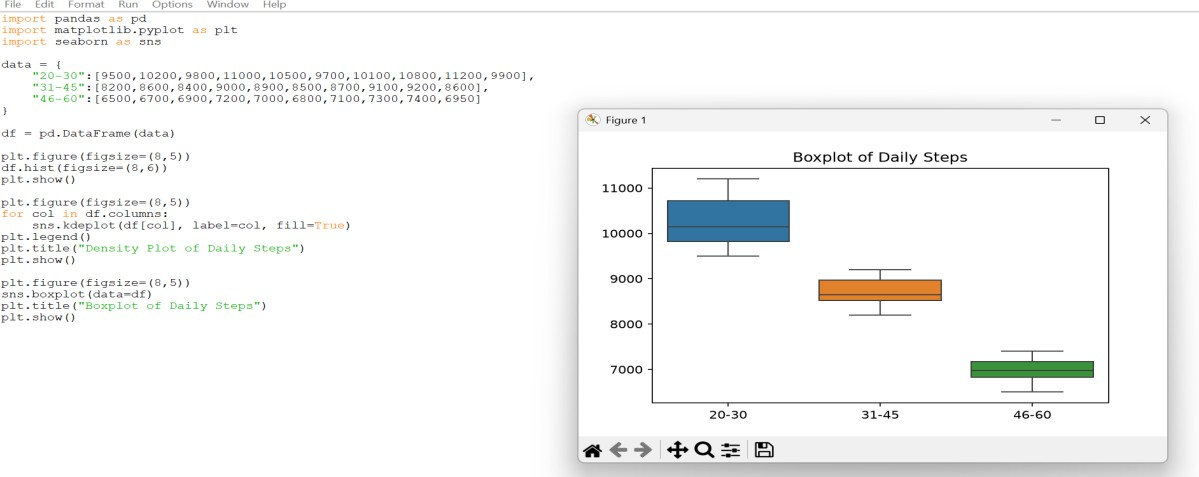 File Edit Format Run Options Window Help
import pandas as pd
import matplotlib.pyplot as plt
import seaborn as sns
data = {
    "20-30":[9500,10200,9800,11000,10500,9700,10100,10800,11200,9900],
    "31-45":[8200,8600,8400,9000,8900,8500,8700,9100,9200,8600],
    "46-60":[6500,6700,6900,7200,7000,6800,7100,7300,7400,6950]
}
df = pd.DataFrame(data)
plt.figure(figsize=(8,5))
df.hist(figsize=(8,6))
plt.show()
plt.figure(figsize=(8,5))
for col in df.columns:
    sns.kdeplot(df[col], label=col, fill=True)
plt.legend()
plt.title("Density Plot of Daily Steps")
plt.show()
plt.figure(figsize=(8,5))
sns.boxplot(data=df)
plt.title("Boxplot of Daily Steps")
plt.show()
Figure 1
Boxplot of Daily Steps
11000
10000
9000
8000
7000
20-30 31-45 46-60